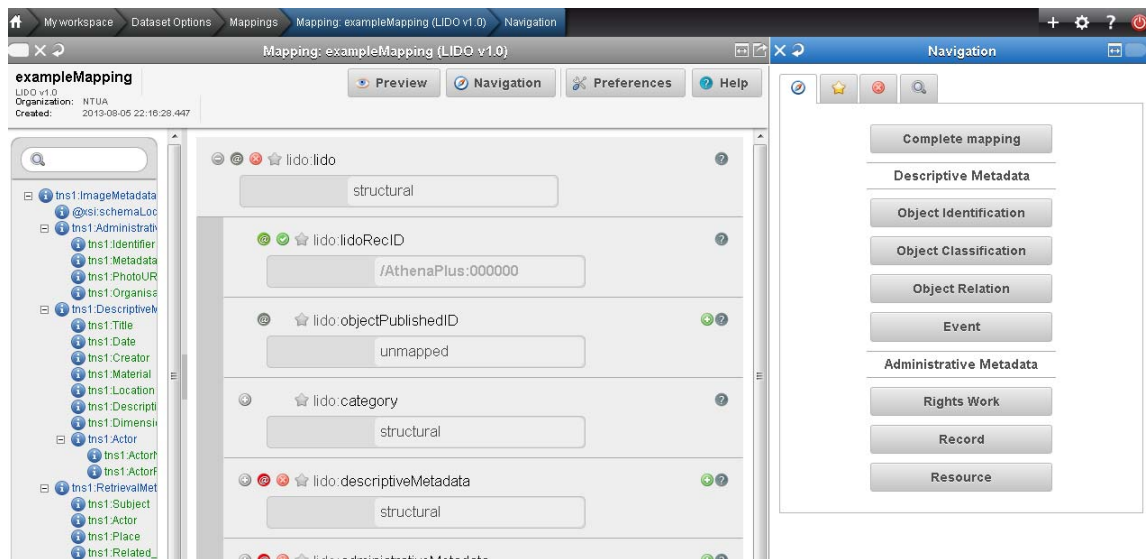 My workspace
Dataset Options
Mappings
Mapping: exampleMapping (LIDO v1.0)
Navigation
Mapping: exampleMapping (LIDO v1.0)
Navigation
exampleMapping
LIDO v1.0
Organization: NTUA
Created: 2013-08-05 22:16:28.447
Preview
Navigation
Preferences
Help
tns1:ImageMetadata
@xsi:schemaLoc
tns1:Administrativ
tns1:Identifier
tns1:Metadata
tns1:PhotoUR
tns1:Organisa
tns1:Descriptive
tns1:Title
tns1:Date
tns1:Creator
tns1:Material
tns1:Location
tns1:Descripti
tns1:Dimensi
tns1:Actor
tns1:Actor
tns1:Actor
tns1:RetrievalMet
tns1:Subject
tns1:Actor
tns1:Place
tns1:Related_
lido:lido
structural
lido:lidoRecID
/AthenaPlus:000000
lido:objectPublishedID
unmapped
lido:category
structural
lido:descriptiveMetadata
structural
lido:administrativeMetadata
Complete mapping
Descriptive Metadata
Object Identification
Object Classification
Object Relation
Event
Administrative Metadata
Rights Work
Record
Resource